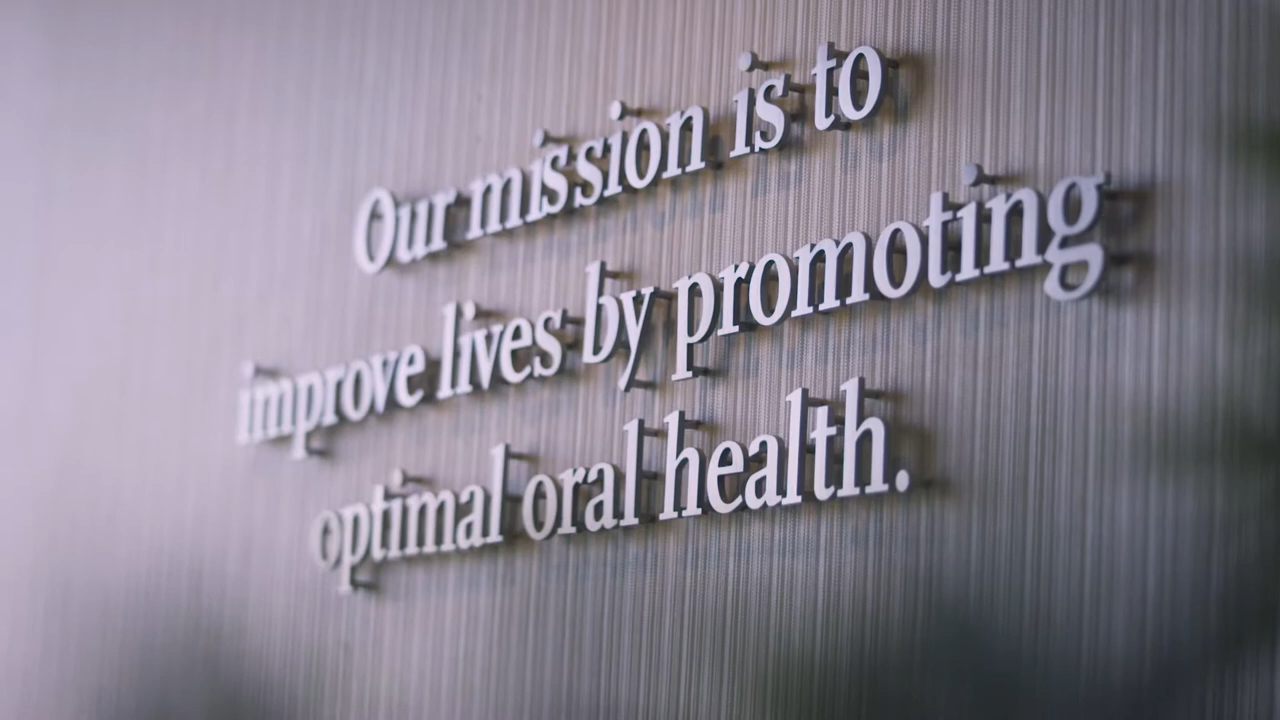 Our mission is to
improve lives by promoting
optimal oral health.